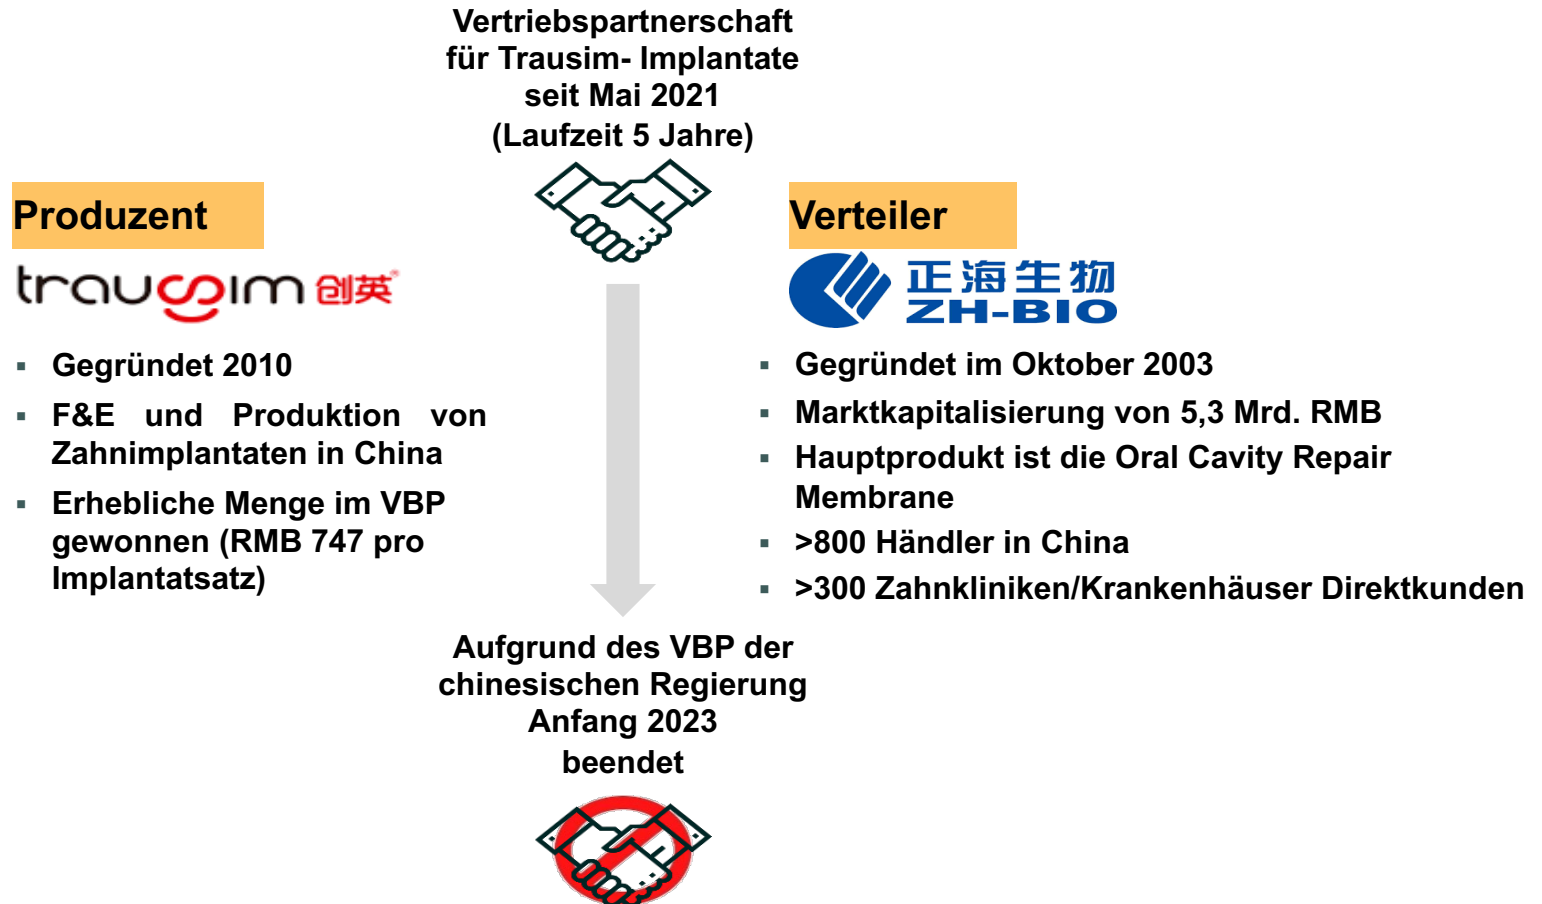 Vertriebspartnerschaft
für Trausim- Implantate
seit Mai 2021
(Laufzeit 5 Jahre)
Produzent
trausim 创英®
▪ Gegründet 2010
▪ F&E und Produktion von
Zahnimplantaten in China
▪ Erhebliche Menge im VBP
gewonnen (RMB 747 pro
Implantatsatz)
Verteiler
正海生物
ZH-BIO
▪ Gegründet im Oktober 2003
▪ Marktkapitalisierung von 5,3 Mrd. RMB
▪ Hauptprodukt ist die Oral Cavity Repair
Membrane
▪ >800 Händler in China
▪ >300 Zahnkliniken/Krankenhäuser Direktkunden
Aufgrund des VBP der
chinesischen Regierung
Anfang 2023
beendet